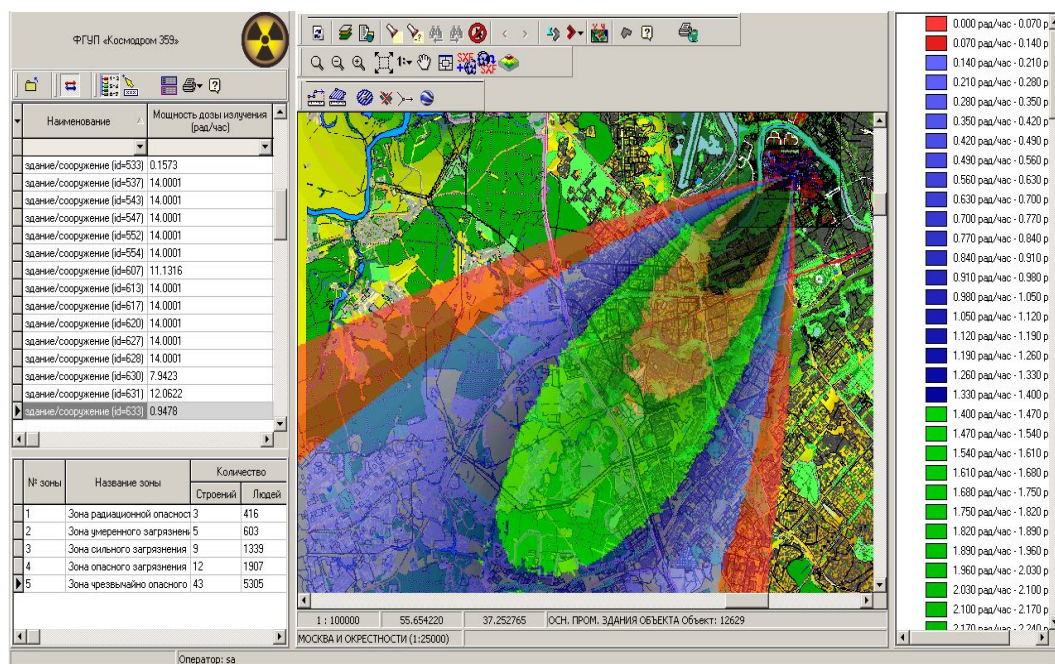 ФГУП «Космодром 359»
Наименование
Мощность дозы излучения
(рад/час)
здание/сооружение (id=533) 0.1573
здание/сооружение (id=537) 14.0001
здание/сооружение (id=543) 14.0001
здание/сооружение (id=547) 14.0001
здание/сооружение (id=552) 14.0001
здание/сооружение (id=554) 14.0001
здание/сооружение (id=607) 11.1316
здание/сооружение (id=613) 14.0001
здание/сооружение (id=617) 14.0001
здание/сооружение (id=620) 14.0001
здание/сооружение (id=627) 14.0001
здание/сооружение (id=628) 14.0001
здание/сооружение (id=630) 7.9423
здание/сооружение (id=631) 12.0622
здание/сооружение (id=633) 0.9478
№ зоны Название зоны Количество
Строений Людей
1 Зона радиационной опасност 3 416
2 Зона умеренного загрязнен 5 603
3 Зона сильного загрязнения 9 1339
4 Зона опасного загрязнения 12 1907
5 Зона чрезвычайно опасного 43 5305
1:1
SXF
SXF
1 : 100000 55.654220 37.252765 ОСН. ПРОМ. ЗДАНИЯ ОБЪЕКТА Объект: 12629
МОСКВА И ОКРЕСТНОСТИ (1:25000)
Оператор: sa
0.000 рад/час - 0.070 р
0.070 рад/час - 0.140 р
0.140 рад/час - 0.210 р
0.210 рад/час - 0.280 р
0.280 рад/час - 0.350 р
0.350 рад/час - 0.420 р
0.420 рад/час - 0.490 р
0.490 рад/час - 0.560 р
0.560 рад/час - 0.630 р
0.630 рад/час - 0.700 р
0.700 рад/час - 0.770 р
0.770 рад/час - 0.840 р
0.840 рад/час - 0.910 р
0.910 рад/час - 0.980 р
0.980 рад/час - 1.050 р
1.050 рад/час - 1.120 р
1.120 рад/час - 1.190 р
1.190 рад/час - 1.260 р
1.260 рад/час - 1.330 р
1.330 рад/час - 1.400 р
1.400 рад/час - 1.470 р
1.470 рад/час - 1.540 р
1.540 рад/час - 1.610 р
1.610 рад/час - 1.680 р
1.680 рад/час - 1.750 р
1.750 рад/час - 1.820 р
1.820 рад/час - 1.890 р
1.890 рад/час - 1.960 р
1.960 рад/час - 2.030 р
2.030 рад/час - 2.100 р
2.100 рад/час - 2.170 р
2.170 рад/час - 2.240 р